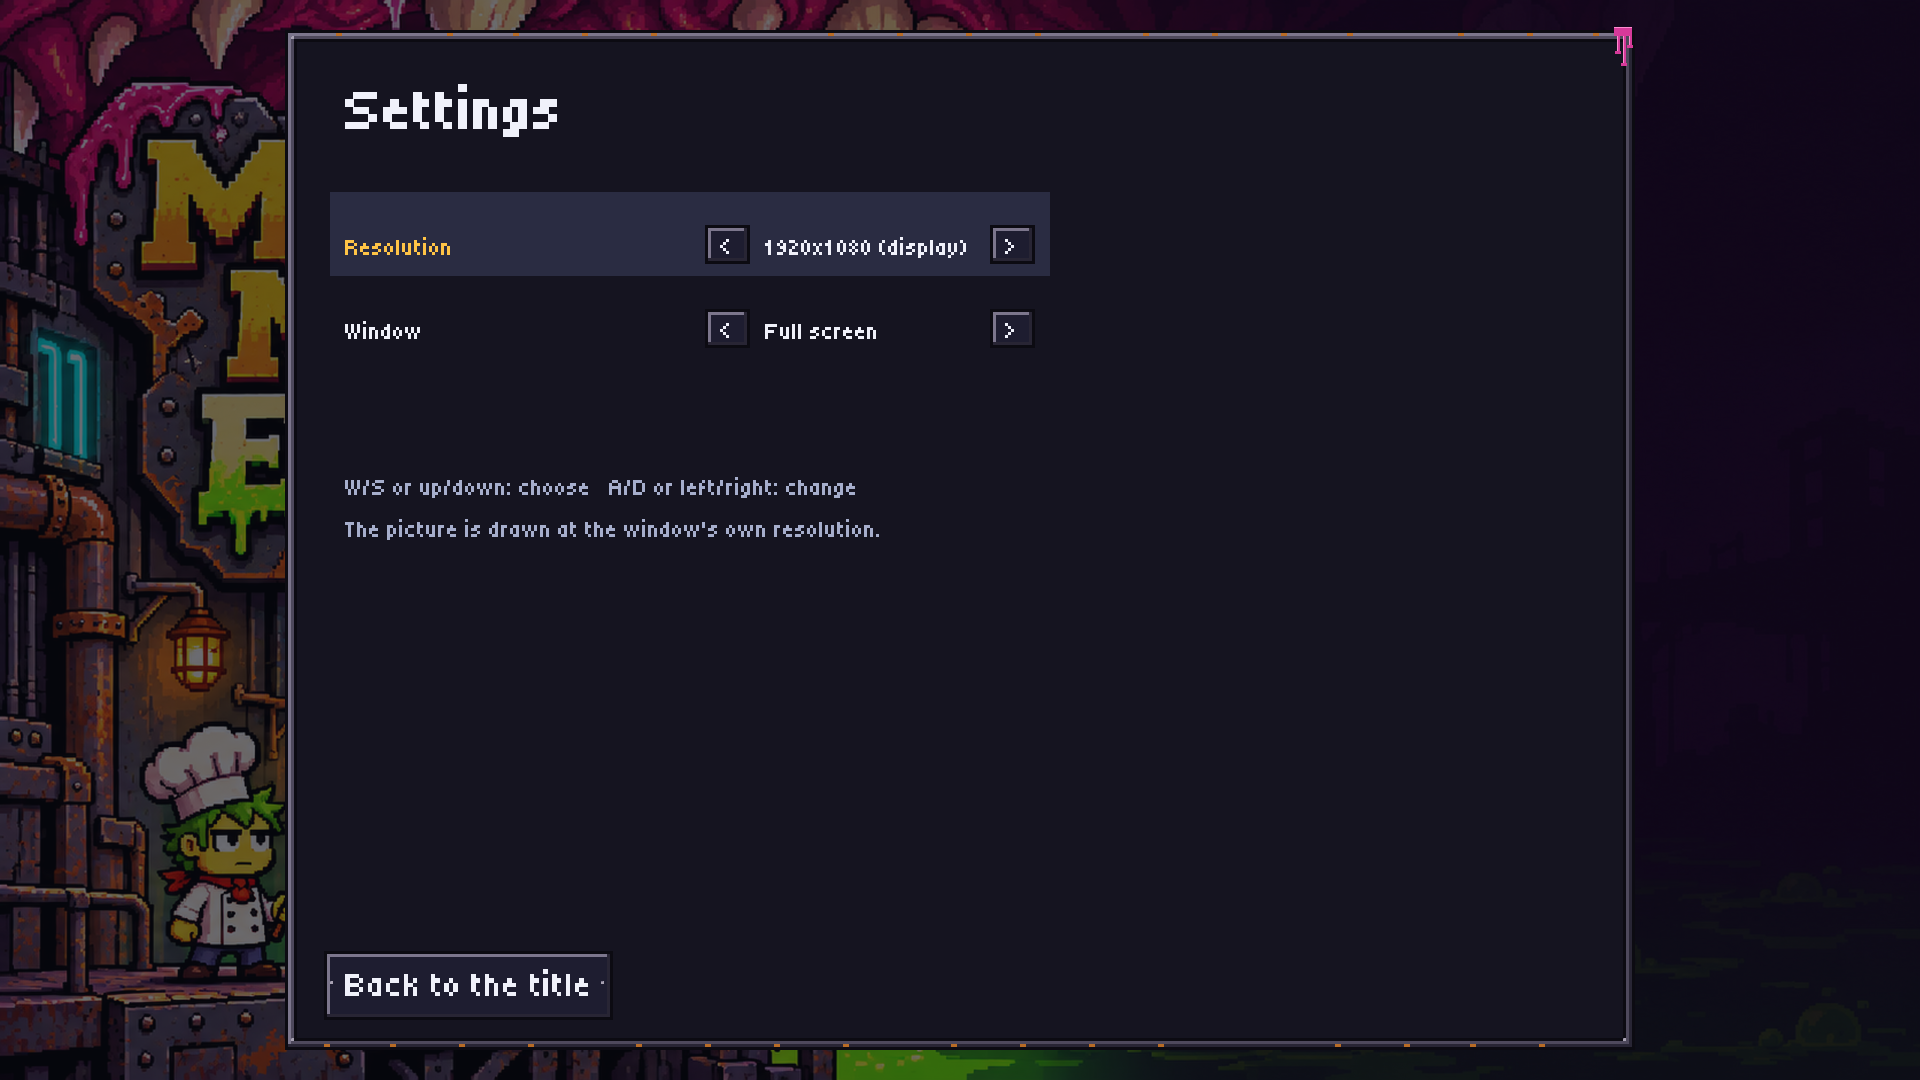 Settings
Resolution < 1920x1080 (display) >
Window < Full screen >
W/S or up/down: choose A/D or left/right: change
The picture is drawn at the window's own resolution.
Back to the title